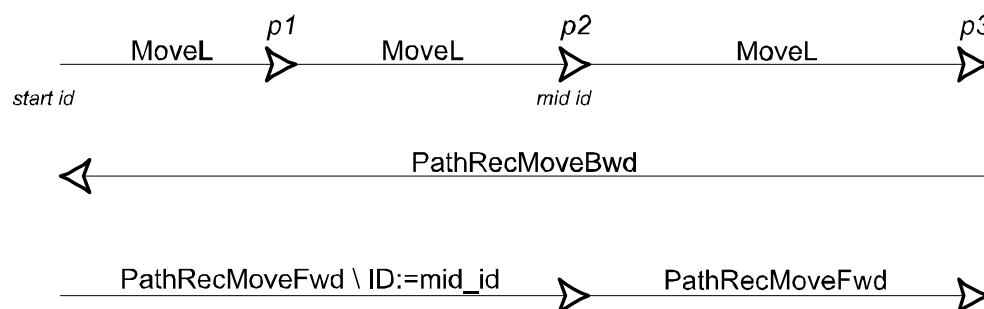 p1 p2 p3
MoveL MoveL MoveL
start id mid id
PathRecMoveBwd
PathRecMoveFwd \ ID:=mid_id PathRecMoveFwd